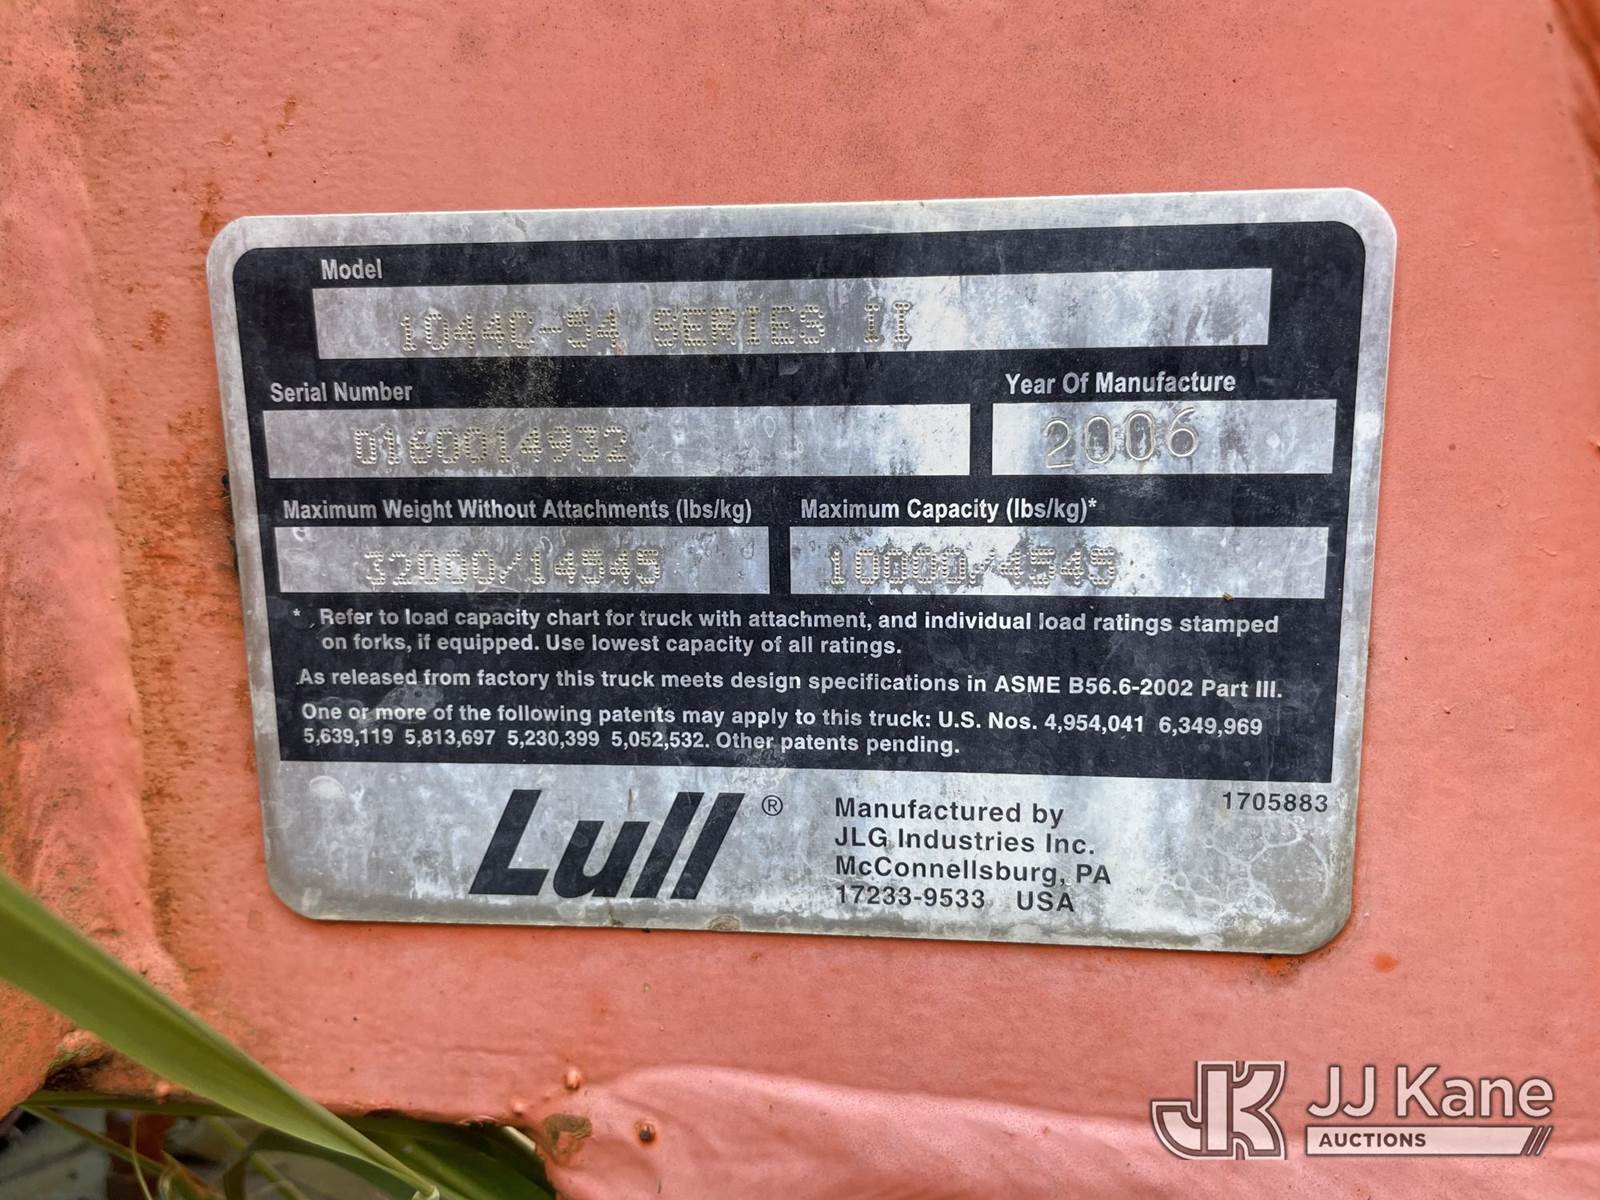 Model
1044C-54 SERIES II
Serial Number
0160014932
Year Of Manufacture
2006
Maximum Weight Without Attachments (lbs/kg)
32000/14545
Maximum Capacity (lbs/kg)*
10000/4545
* Refer to load capacity chart for truck with attachment, and individual load ratings stamped
on forks, if equipped. Use lowest capacity of all ratings.
As released from factory this truck meets design specifications in ASME B56.6-2002 Part III.
One or more of the following patents may apply to this truck: U.S. Nos. 4,954,041 6,349,969
5,639,119 5,813,697 5,230,399 5,052,532. Other patents pending.
1705883
Lull®
Manufactured by
JLG Industries Inc.
McConnellsburg, PA
17233-9533 USA
JK JJ Kane
AUCTIONS